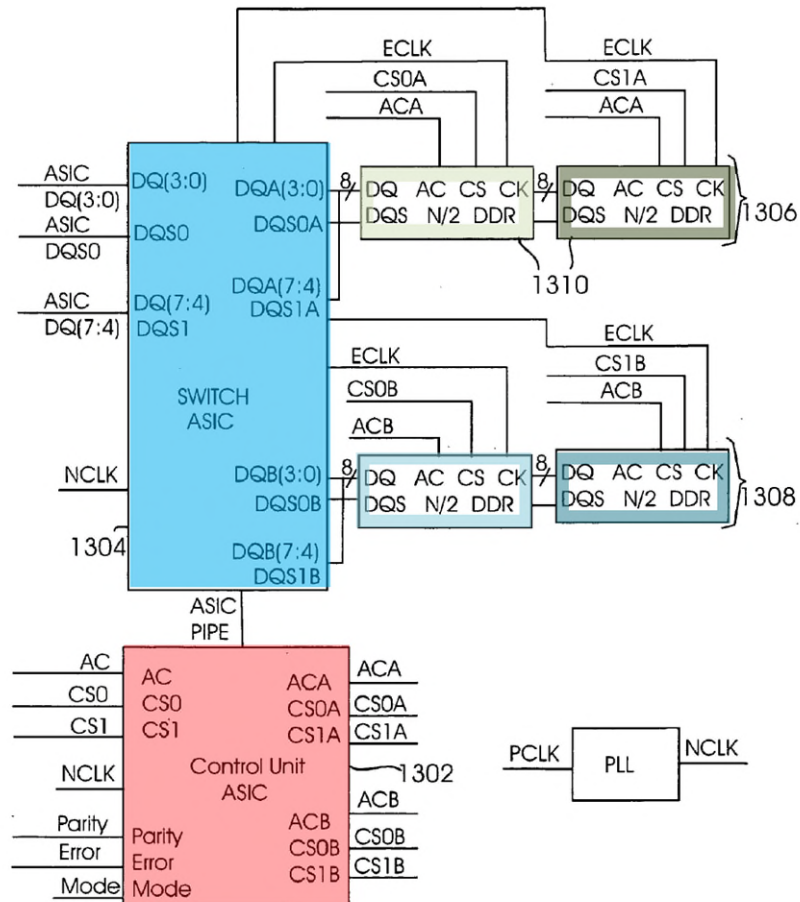 ECLK
ECLK
CS0A
CS1A
ACA
ACA
ASIC
DQ(3:0)
DQ(3:0)
DQA(3:0)
8
DQ AC CS CK
8
DQ AC CS CK
ASIC
DQS0
DQS0
DQS0A
DQS N/2 DDR
DQS N/2 DDR
1306
1310
DQA(7:4)
DQS1A
ASIC
DQ(7:4)
DQ(7:4)
DQS1
ECLK
ECLK
CS1B
CS0B
ACB
ACB
SWITCH
ASIC
NCLK
DQB(3:0)
8
DQ AC CS CK
8
DQ AC CS CK
DQS0B
DQS N/2 DDR
DQS N/2 DDR
1308
1304
DQB(7:4)
DQS1B
ASIC
PIPE
AC
AC
ACA
ACA
CS0
CS0
CS0A
CS0A
CS1
CS1
CS1A
CS1A
NCLK
Control Unit
ASIC
1302
PCLK
PLL
NCLK
ACB
ACB
Parity
Parity
CS0B
CS0B
Error
Error
CS1B
CS1B
Mode
Mode